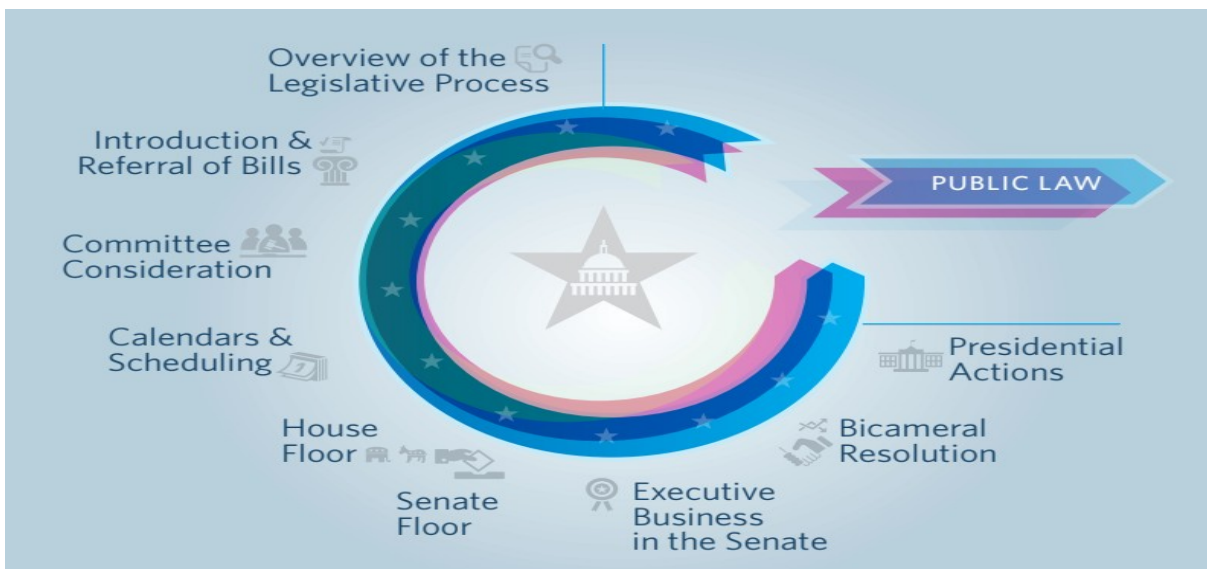 Overview of the
Legislative Process
Introduction &
Referral of Bills
Committee
Consideration
Calendars &
Scheduling
House
Floor
Senate
Floor
Executive
Business
in the Senate
Bicameral
Resolution
Presidential
Actions
PUBLIC LAW